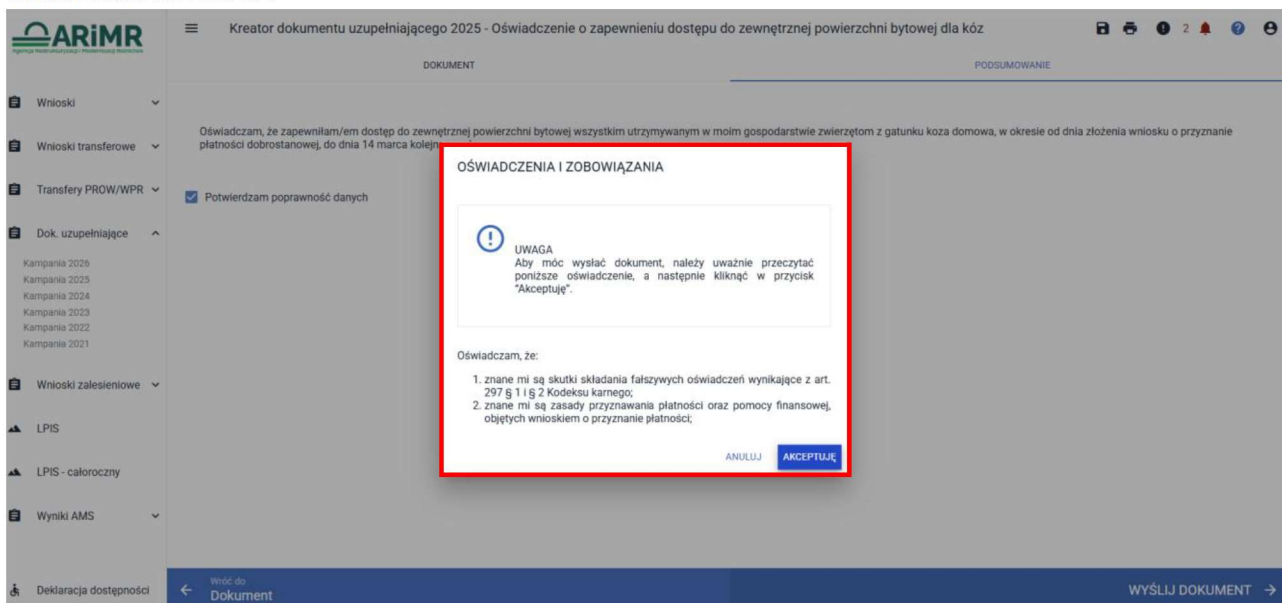 ARiMR
Agencja Restrukturyzacji i Modernizacji Rolnictwa
Kreator dokumentu uzupełniającego 2025 - Oświadczenie o zapewnieniu dostępu do zewnętrznej powierzchni bytowej dla kóz
2
DOKUMENT
PODSUMOWANIE
Wnioski
Wnioski transferowe
Transfery PROW/WPR
Dok. uzupełniające
Kampania 2026
Kampania 2025
Kampania 2024
Kampania 2023
Kampania 2022
Kampania 2021
Wnioski zalesieniowe
LPIS
LPIS - całoroczny
Wyniki AMS
Deklaracja dostępności
Oświadczam, że zapewniłam/em dostęp do zewnętrznej powierzchni bytowej wszystkim utrzymywanym w moim gospodarstwie zwierzętom z gatunku koza domowa, w okresie od dnia złożenia wniosku o przyznanie
płatności dobrostanowej, do dnia 14 marca
Potwierdzam poprawność danych
OŚWIADCZENIA I ZOBOWIĄZANIA
UWAGA
Aby móc wysłać dokument, należy uważnie przeczytać
poniższe oświadczenie, a następnie kliknąć w przycisk
"Akceptuję".
Oświadczam, że:
1. znane mi są skutki składania fałszywych oświadczeń wynikające z art.
297 § 1 i § 2 Kodeksu karnego;
2. znane mi są zasady przyznawania płatności oraz pomocy finansowej,
objętych wnioskiem o przyznanie płatności;
ANULUJ
AKCEPTUJĘ
Wróć do
Dokument
WYŚLIJ DOKUMENT